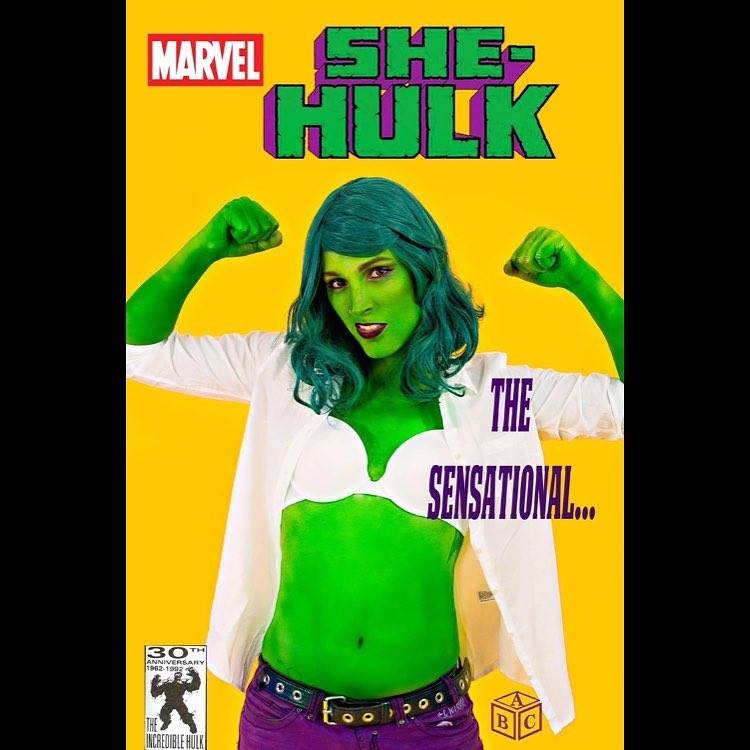 MARVEL
SHE-
HULK
THE
SENSATIONAL...
30TH
ANNIVERSARY
1962-1992
THE
INCREDIBLE HULK
A
B C